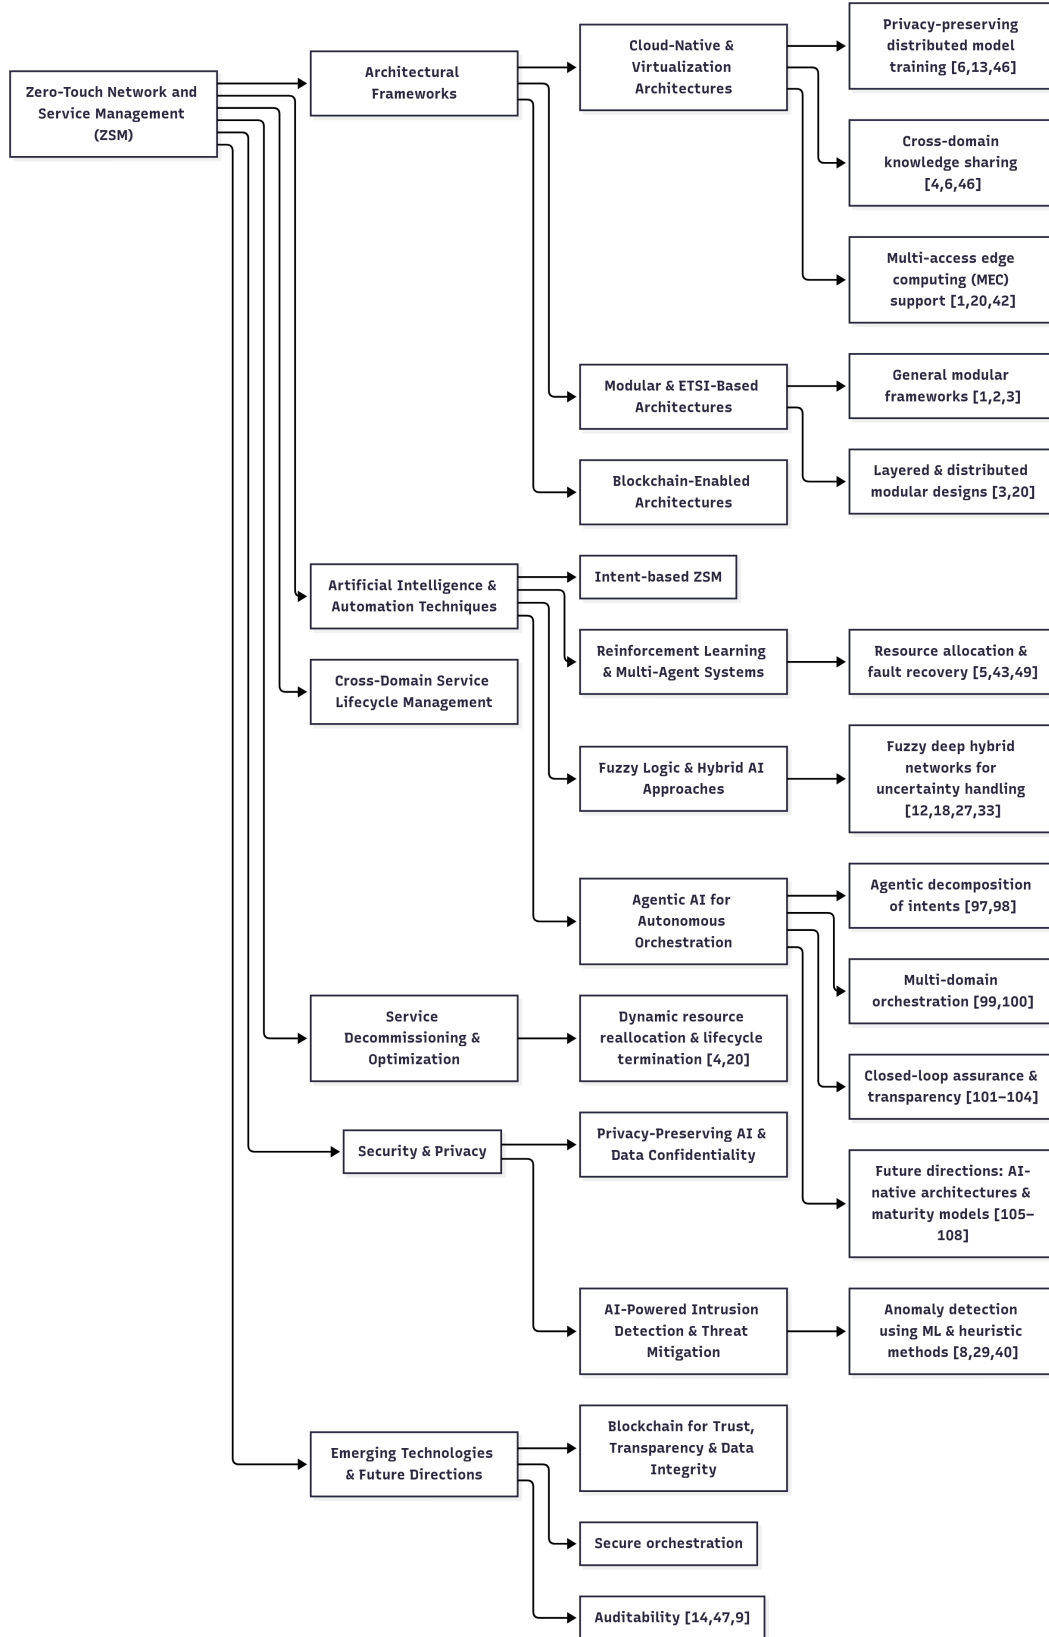 Zero-Touch Network and
Service Management
(ZSM)
Architectural
Frameworks
Cloud-Native &
Virtualization
Architectures
Privacy-preserving
distributed model
training [6,13,46]
Cross-domain
knowledge sharing
[4,6,46]
Multi-access edge
computing (MEC)
support [1,20,42]
Modular & ETSI-Based
Architectures
General modular
frameworks [1,2,3]
Layered & distributed
modular designs [3,20]
Blockchain-Enabled
Architectures
Artificial Intelligence &
Automation Techniques
Intent-based ZSM
Reinforcement Learning
& Multi-Agent Systems
Resource allocation &
fault recovery [5,43,49]
Fuzzy Logic & Hybrid AI
Approaches
Fuzzy deep hybrid
networks for
uncertainty handling
[12,18,27,33]
Agentic AI for
Autonomous
Orchestration
Agentic decomposition
of intents [97,98]
Multi-domain
orchestration [99,100]
Closed-loop assurance &
transparency [101–104]
Future directions: AI-
native architectures &
maturity models [105–
108]
Cross-Domain Service
Lifecycle Management
Service
Decommissioning &
Optimization
Dynamic resource
reallocation & lifecycle
termination [4,20]
Security & Privacy
Privacy-Preserving AI &
Data Confidentiality
AI-Powered Intrusion
Detection & Threat
Mitigation
Anomaly detection
using ML & heuristic
methods [8,29,40]
Emerging Technologies
& Future Directions
Blockchain for Trust,
Transparency & Data
Integrity
Secure orchestration
Auditability [14,47,9]